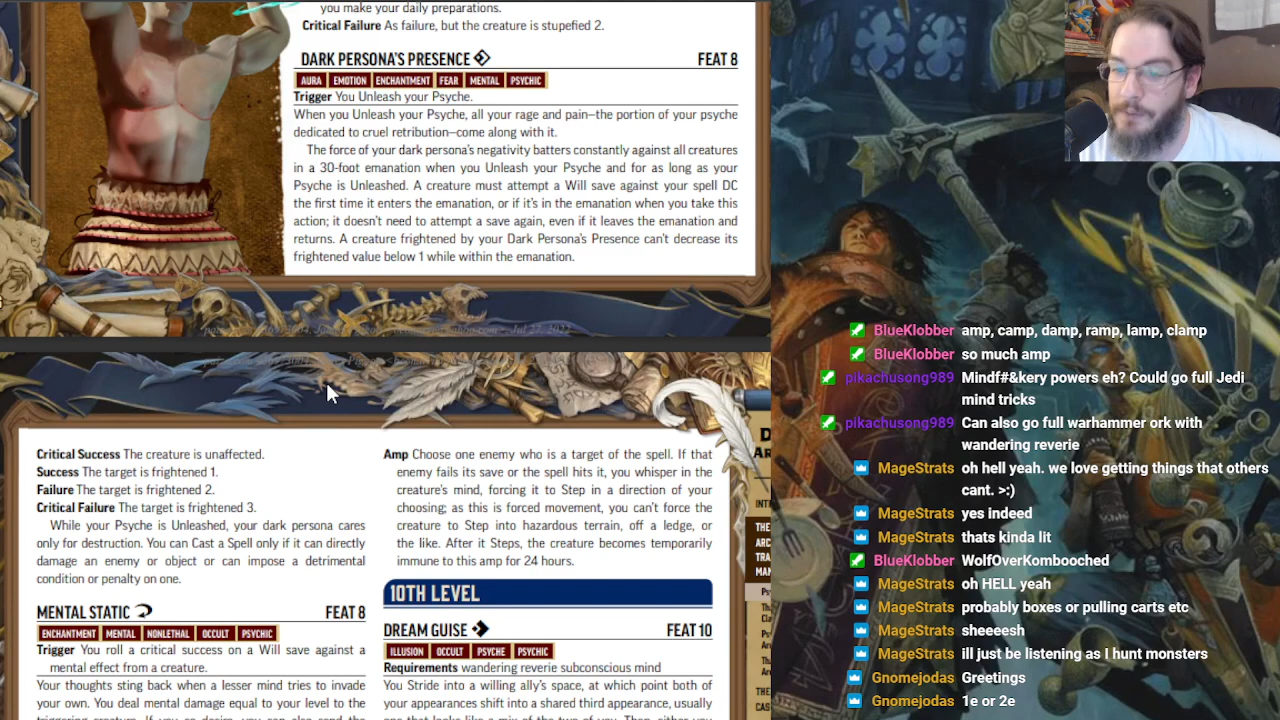 you make your daily preparations.
Critical Failure As failure, but the creature is stupefied 2.
DARK PERSONA'S PRESENCE FEAT 8
AURA EMOTION ENCHANTMENT FEAR MENTAL PSYCHIC
Trigger You Unleash your Psyche.
When you Unleash your Psyche, all your rage and pain—the portion of your psyche
dedicated to cruel retribution—come along with it.
The force of your dark persona's negativity batters constantly against all creatures
in a 30-foot emanation when you Unleash your Psyche and for as long as your
Psyche is Unleashed. A creature must attempt a Will save against your spell DC
the first time it enters the emanation, or if it's in the emanation when you take this
action; it doesn't need to attempt a save again, even if it leaves the emanation and
returns. A creature frightened by your Dark Persona's Presence can't decrease its
frightened value below 1 while within the emanation.
Critical Success The creature is unaffected.
Success The target is frightened 1.
Failure The target is frightened 2.
Critical Failure The target is frightened 3.
While your Psyche is Unleashed, your dark persona cares
only for destruction. You can Cast a Spell only if it can directly
damage an enemy or object or can impose a detrimental
condition or penalty on one.
MENTAL STATIC FEAT 8
ENCHANTMENT MENTAL NONLETHAL OCCULT PSYCHIC
Trigger You roll a critical success on a Will save against a
mental effect from a creature.
Your thoughts sting back when a lesser mind tries to invade
your own. You deal mental damage equal to your level to the
Amp Choose one enemy who is a target of the spell. If that
enemy fails its save or the spell hits it, you whisper in the
creature's mind, forcing it to Step in a direction of your
choosing; as this is forced movement, you can't force the
creature to Step into hazardous terrain, off a ledge, or
the like. After it Steps, the creature becomes temporarily
immune to this amp for 24 hours.
10TH LEVEL
DREAM GUISE FEAT 10
ILLUSION OCCULT PSYCHE PSYCHIC
Requirements wandering reverie subconscious mind
You Stride into a willing ally's space, at which point both of
your appearances shift into a shared third appearance, usually
BlueKlobber amp, camp, damp, ramp, lamp, clamp
BlueKlobber so much amp
pikachusong989 Mindf#&kery powers eh? Could go full Jedi
mind tricks
pikachusong989 Can also go full warhammer ork with
wandering reverie
MageStrats oh hell yeah. we love getting things that others
cant. >:)
MageStrats yes indeed
MageStrats thats kinda lit
BlueKlobber WolfOverKombooched
MageStrats oh HELL yeah
MageStrats probably boxes or pulling carts etc
MageStrats sheeeesh
MageStrats ill just be listening as I hunt monsters
Gnomejodas Greetings
Gnomejodas 1e or 2e